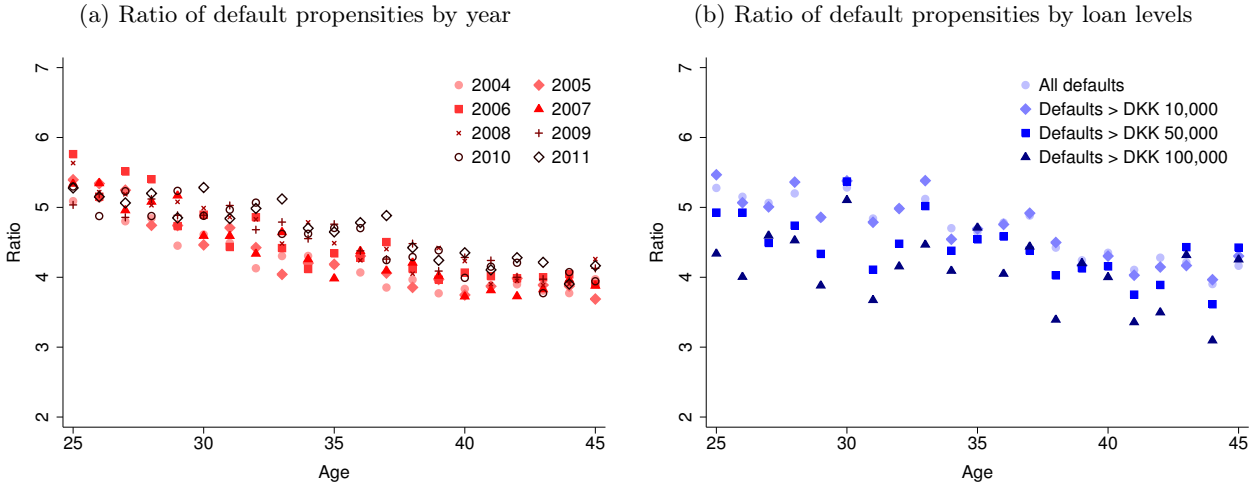 (a) Ratio of default propensities by year
7
6
5
4
3
2
Ratio
25 30 35 40 45
Age
2004 2005
2006 2007
2008 2009
2010 2011
(b) Ratio of default propensities by loan levels
7
6
5
4
3
2
Ratio
25 30 35 40 45
Age
All defaults
Defaults > DKK 10,000
Defaults > DKK 50,000
Defaults > DKK 100,000